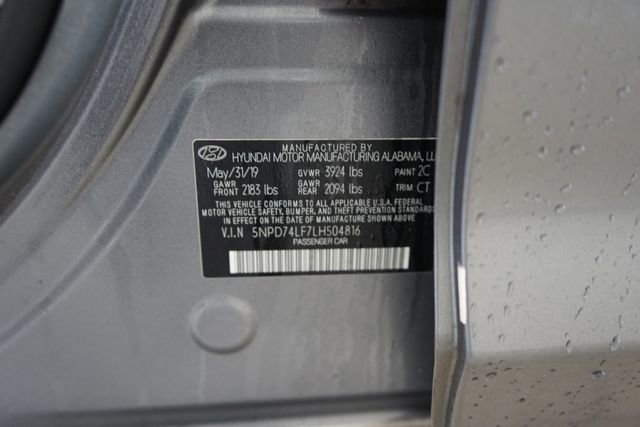 MANUFACTURED BY
HYUNDAI MOTOR MANUFACTURING ALABAMA, LL
May/31/19 GVWR 3924 lbs PAINT 2C
GAWR FRONT 2183 lbs GAWR REAR 2094 lbs TRIM CT
THIS VEHICLE CONFORMS TO ALL APPLICABLE U.S. FEDERAL
MOTOR VEHICLE SAFETY, BUMPER, AND THEFT PREVENTION STANDARDS
IN EFFECT ON THE DATE OF MANUFACTURE SHOWN ABOVE.
V.I.N 5NPD74LF7LH504816
PASSENGER CAR